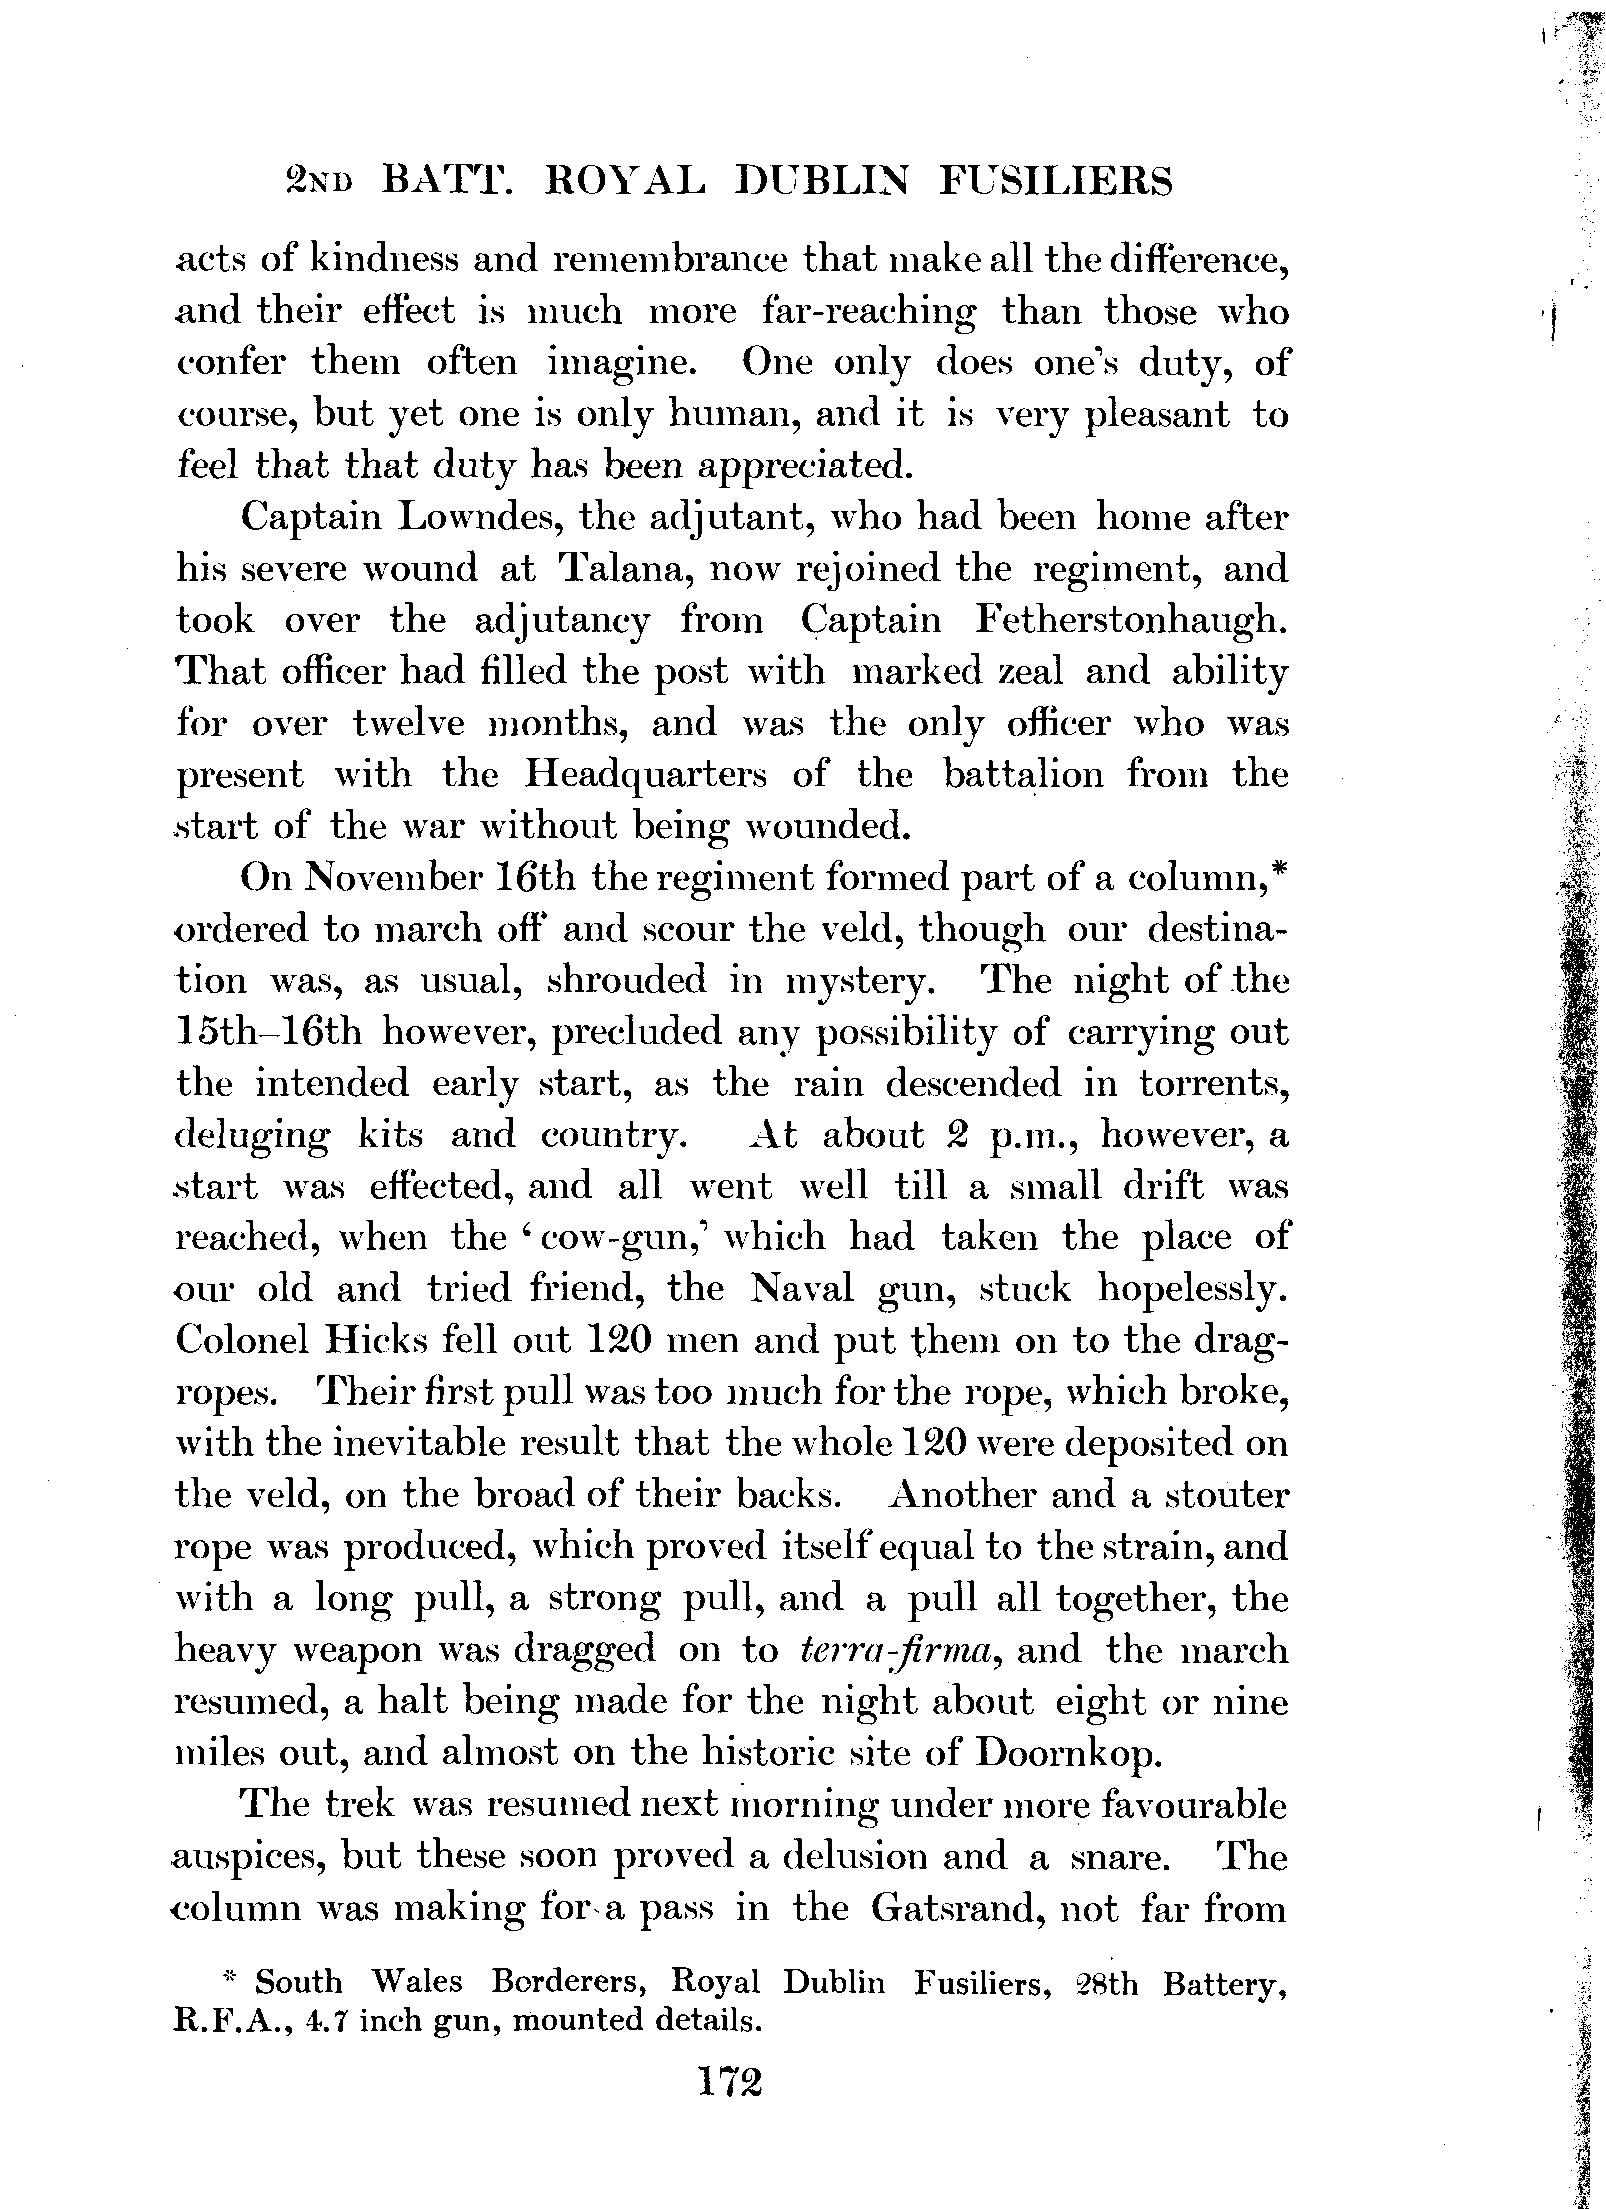 2ND BATT. ROYAL DUBLIN FUSILIERS
acts of kindness and remembrance that make all the difference,
and their effect is much more far-reaching than those who
confer them often imagine. One only does one's duty, of
course, but yet one is only human, and it is very pleasant to
feel that that duty has been appreciated.
Captain Lowndes, the adjutant, who had been home after
his severe wound at Talana, now rejoined the regiment, and
took over the adjutancy from Captain Fetherstonhaugh.
That officer had filled the post with marked zeal and ability
for over twelve months, and was the only officer who was
present with the Headquarters of the battalion from the
start of the war without being wounded.
On November 16th the regiment formed part of a column,*
ordered to march off and scour the veld, though our destina-
tion was, as usual, shrouded in mystery. The night of the
15th–16th however, precluded any possibility of carrying out
the intended early start, as the rain descended in torrents,
deluging kits and country. At about 2 p.m., however, a
start was effected, and all went well till a small drift was
reached, when the 'cow-gun,' which had taken the place of
our old and tried friend, the Naval gun, stuck hopelessly.
Colonel Hicks fell out 120 men and put them on to the drag-
ropes. Their first pull was too much for the rope, which broke,
with the inevitable result that the whole 120 were deposited on
the veld, on the broad of their backs. Another and a stouter
rope was produced, which proved itself equal to the strain, and
with a long pull, a strong pull, and a pull all together, the
heavy weapon was dragged on to terra-firma, and the march
resumed, a halt being made for the night about eight or nine
miles out, and almost on the historic site of Doornkop.
The trek was resumed next morning under more favourable
auspices, but these soon proved a delusion and a snare. The
column was making for a pass in the Gatsrand, not far from
* South Wales Borderers, Royal Dublin Fusiliers, 28th Battery,
R.F.A., 4.7 inch gun, mounted details.
172